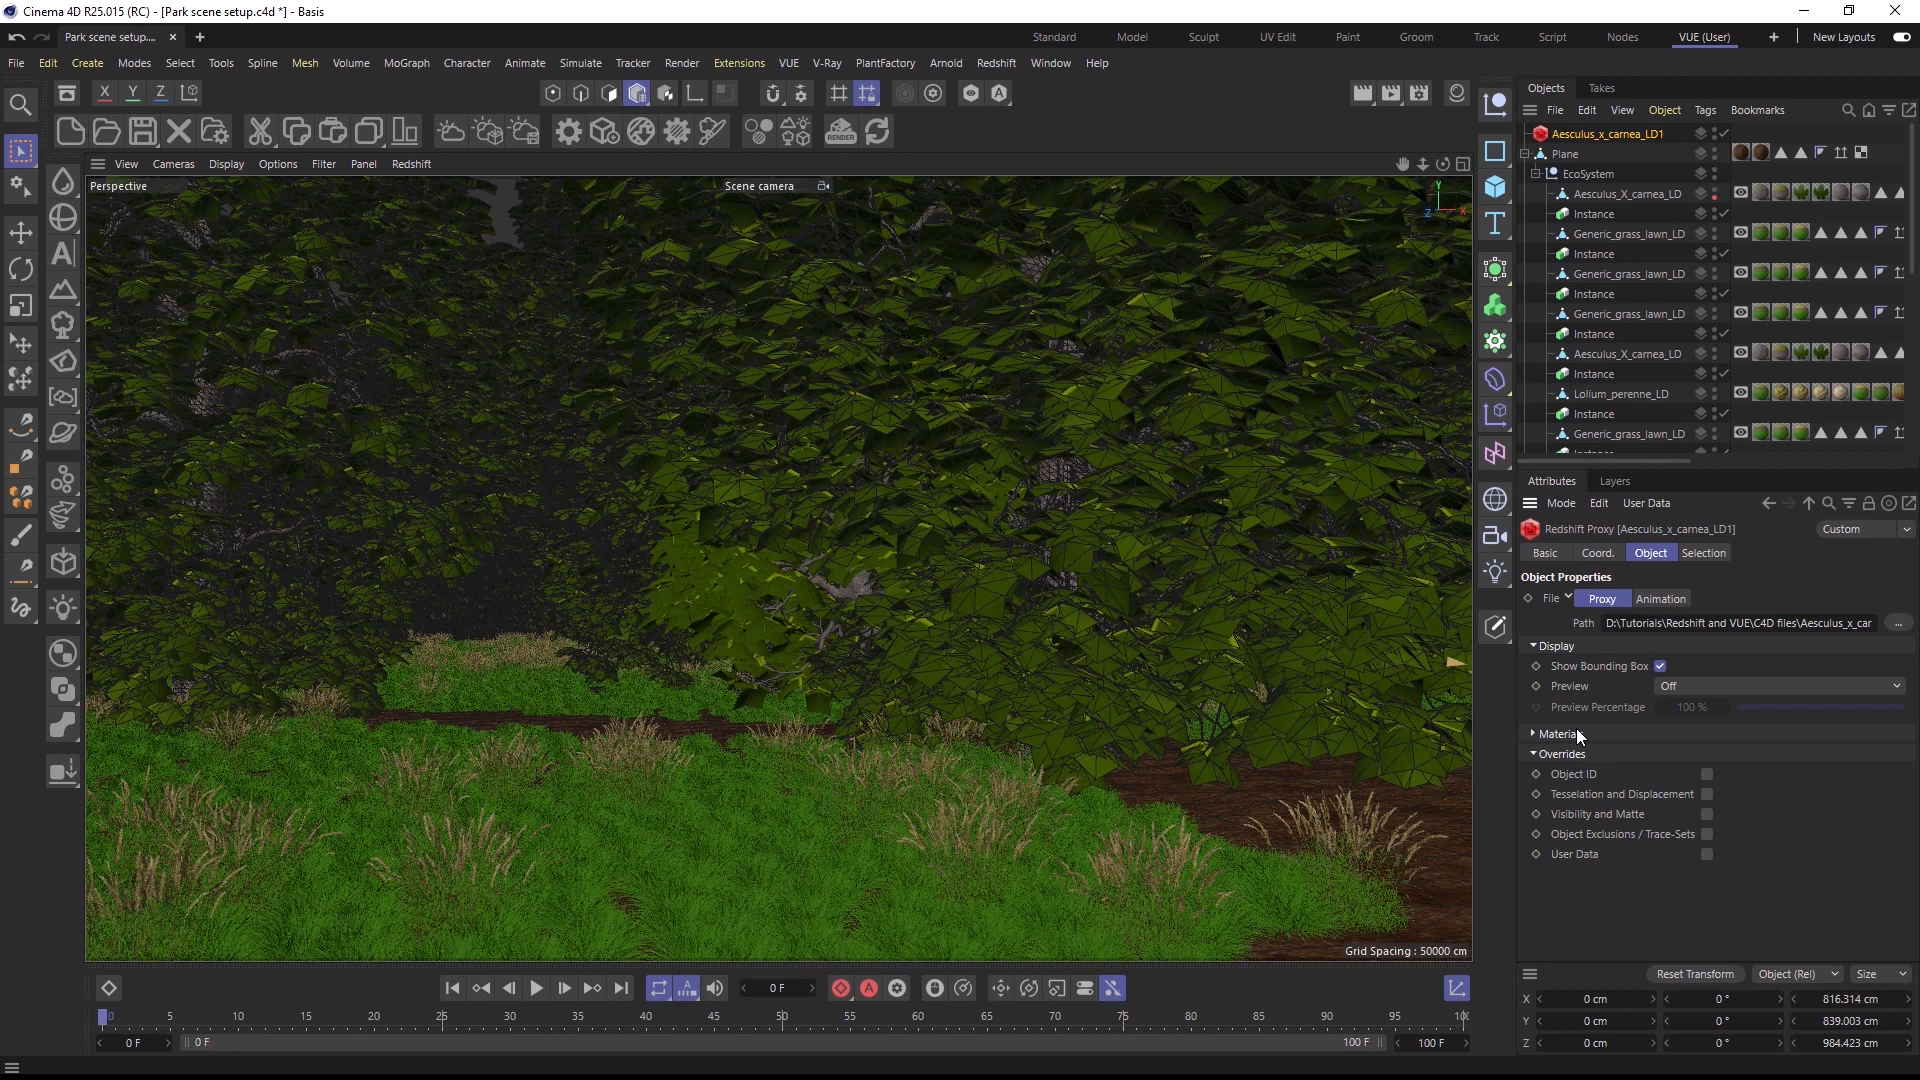 Cinema 4D R25.015 (RC) - [Park scene setup.c4d *] - Basis
Park scene setup....
Standard Model Sculpt UV Edit Paint Groom Track Script Nodes VUE (User) New Layouts
File Edit Create Modes Select Tools Spline Mesh Volume MoGraph Character Animate Simulate Tracker Render Extensions VUE V-Ray PlantFactory Arnold Redshift Window Help
X Y Z
RENDER
View Cameras Display Options Filter Panel Redshift
Perspective
Scene camera
Y
Z X
Grid Spacing : 50000 cm
Objects Takes
File Edit View Object Tags Bookmarks
Aesculus_x_carnea_LD1
Plane
EcoSystem
Aesculus_X_carnea_LD
Instance
Generic_grass_lawn_LD
Instance
Generic_grass_lawn_LD
Instance
Generic_grass_lawn_LD
Instance
Aesculus_X_carnea_LD
Instance
Lolium_perenne_LD
Instance
Generic_grass_lawn_LD
Attributes Layers
Mode Edit User Data
Redshift Proxy [Aesculus_x_carnea_LD1]
Custom
Basic Coord. Object Selection
Object Properties
File Proxy Animation
Path D:\Tutorials\Redshift and VUE\C4D files\Aesculus_x_car ...
Display
Show Bounding Box
Preview Off
Preview Percentage 100 %
Overrides
Object ID
Tesselation and Displacement
Visibility and Matte
Object Exclusions / Trace-Sets
User Data
0 F
0 5 10 15 20 25 30 35 40 45 50 55 60 65 70 75 80 85 90 95
0 F 0 F 100 F 100 F
Reset Transform Object (Rel) Size
X 0 cm 0 ° 816.314 cm
Y 0 cm 0 ° 839.003 cm
Z 0 cm 0 ° 984.423 cm